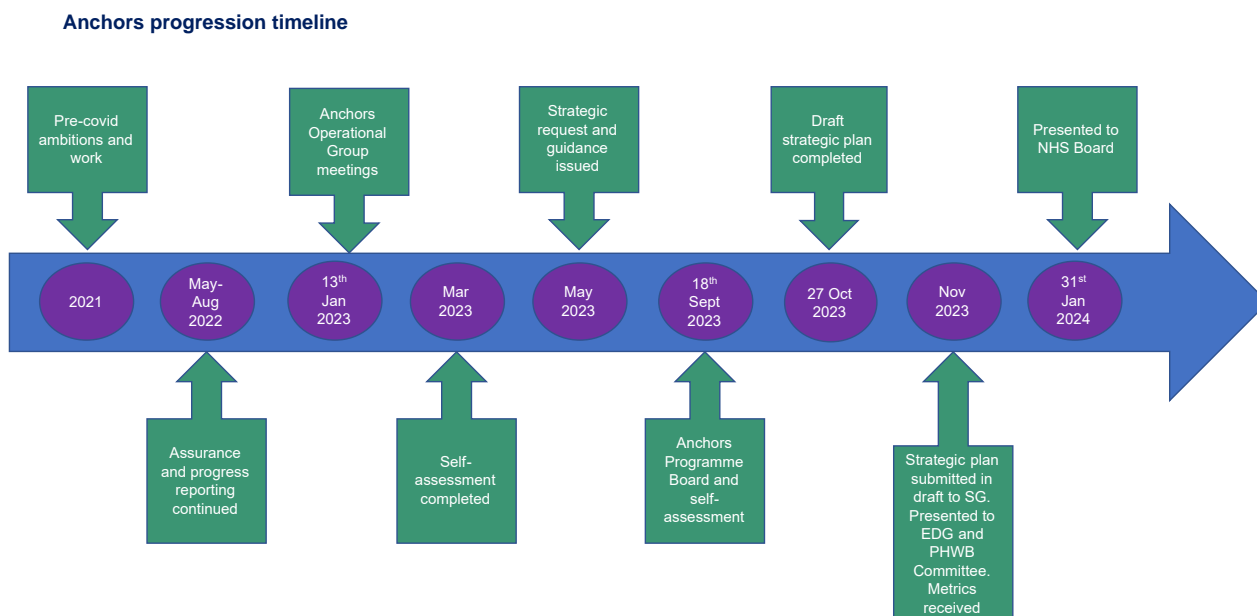 Anchors progression timeline
Pre-covid
ambitions and
work
Anchors
Operational
Group
meetings
Strategic
request and
guidance
issued
Draft
strategic plan
completed
Presented to
NHS Board
2021
May-
Aug
2022
13th
Jan
2023
Mar
2023
May
2023
18th
Sept
2023
27 Oct
2023
Nov
2023
31st
Jan
2024
Assurance
and progress
reporting
continued
Self-
assessment
completed
Anchors
Programme
Board and
self-
assessment
Strategic plan
submitted in
draft to SG.
Presented to
EDG and
PHWB
Committee.
Metrics
received